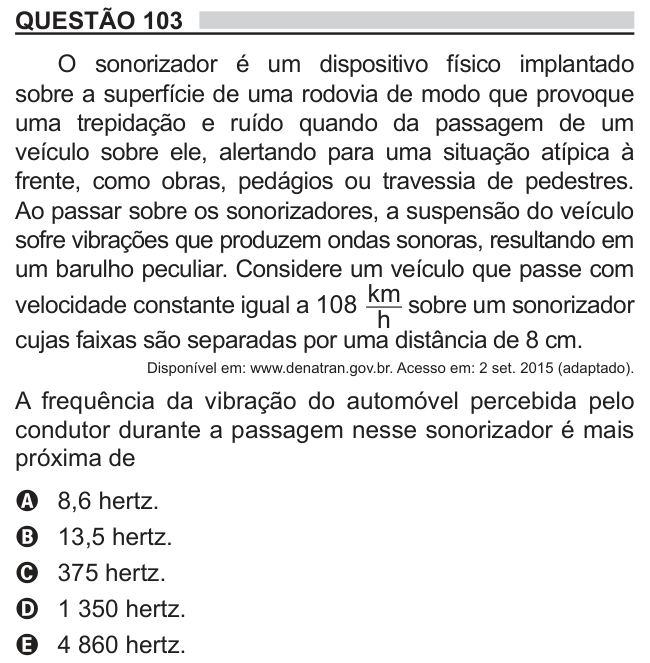 QUESTÃO 103
O sonorizador é um dispositivo físico implantado
sobre a superfície de uma rodovia de modo que provoque
uma trepidação e ruído quando da passagem de um
veículo sobre ele, alertando para uma situação atípica à
frente, como obras, pedágios ou travessia de pedestres.
Ao passar sobre os sonorizadores, a suspensão do veículo
sofre vibrações que produzem ondas sonoras, resultando em
um barulho peculiar. Considere um veículo que passe com
velocidade constante igual a 108 km/h sobre um sonorizador
cujas faixas são separadas por uma distância de 8 cm.
Disponível em: www.denatran.gov.br. Acesso em: 2 set. 2015 (adaptado).
A frequência da vibração do automóvel percebida pelo
condutor durante a passagem nesse sonorizador é mais
próxima de
A 8,6 hertz.
B 13,5 hertz.
C 375 hertz.
D 1 350 hertz.
E 4 860 hertz.